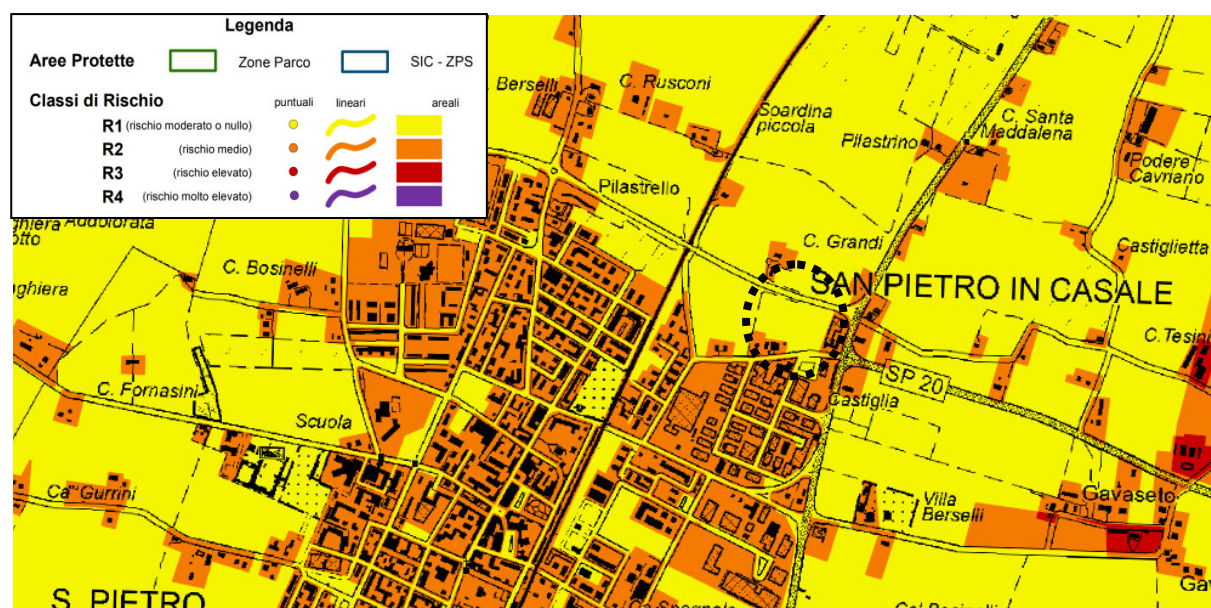 Legenda
Aree Protette Zone Parco SIC - ZPS
Classi di Rischio puntuali lineari areali
R1 (rischio moderato o nullo)
R2 (rischio medio)
R3 (rischio elevato)
R4 (rischio molto elevato)
Berselli
C. Rusconi
Soardina
piccola
C. Santa
Maddalena
Pilastrino
Podere
Cavriano
Pilastrello
Addolorata
C. Grandi
Castiglietta
C. Bosinelli
SAN PIETRO IN CASALE
C. Tesini
C. Fornasini
SP 20
Castiglia
Scuola
Ca' Gurrini
Villa
Berselli
Gavaseto
S. PIETRO